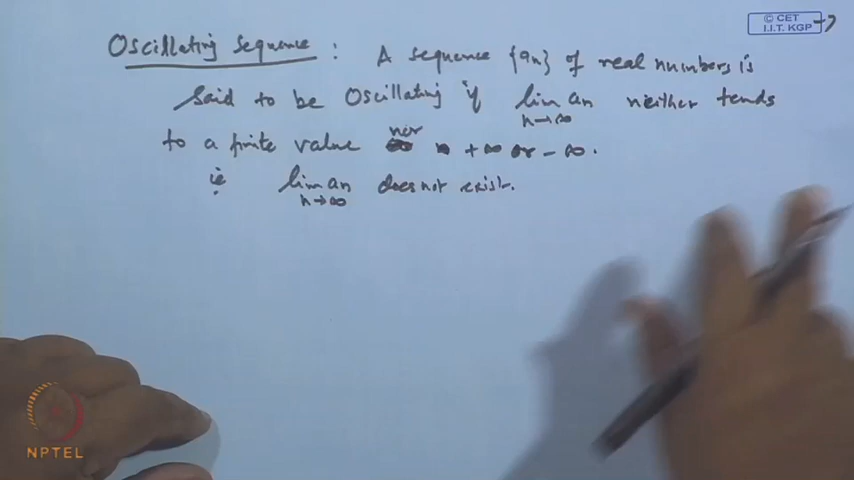 © CET
I.I.T. KGP
Oscillating Sequence : A sequence {an} of real numbers is
said to be Oscillating if lim an neither tends
n→∞
to a finite value nor +∞ or -∞.
ie lim an does not exist.
n→∞
NPTEL